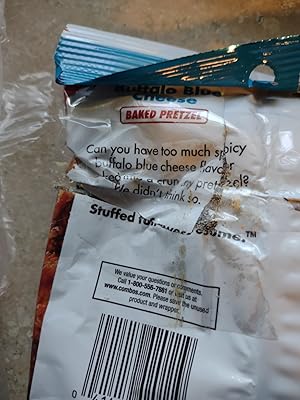 Buffalo Blue
Cheese
BAKED PRETZEL
Can you have too much spicy
buffalo blue cheese flavor
in a crunchy pretzel?
We didn't think so.
Stuffed
We value your questions or comments.
Call 1-800-556-7881 or visit us at
www.combos.com. Please save the unused
product and wrapper.
0